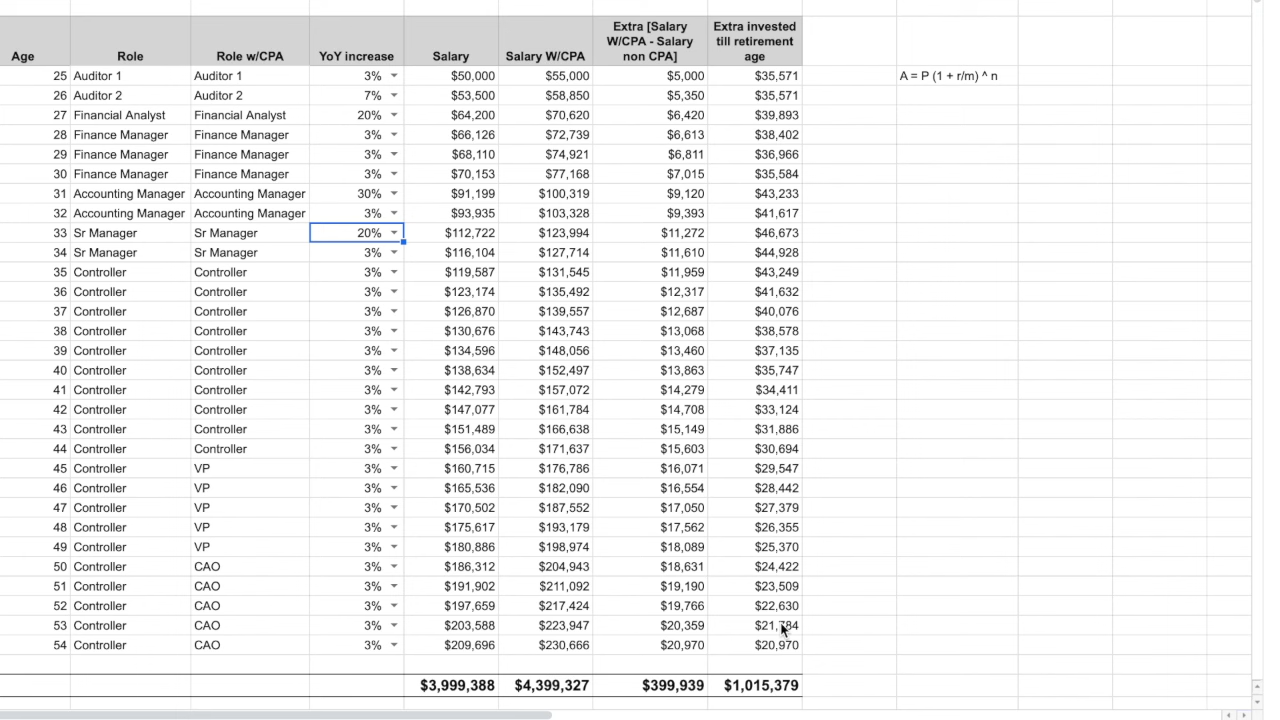 Age Role Role w/CPA YoY increase Salary Salary W/CPA Extra [Salary W/CPA - Salary non CPA] Extra invested till retirement age
25 Auditor 1 Auditor 1 3% $50,000 $55,000 $5,000 $35,571 A = P (1 + r/m) ^ n
26 Auditor 2 Auditor 2 7% $53,500 $58,850 $5,350 $35,571
27 Financial Analyst Financial Analyst 20% $64,200 $70,620 $6,420 $39,893
28 Finance Manager Finance Manager 3% $66,126 $72,739 $6,613 $38,402
29 Finance Manager Finance Manager 3% $68,110 $74,921 $6,811 $36,966
30 Finance Manager Finance Manager 3% $70,153 $77,168 $7,015 $35,584
31 Accounting Manager Accounting Manager 30% $91,199 $100,319 $9,120 $43,233
32 Accounting Manager Accounting Manager 3% $93,935 $103,328 $9,393 $41,617
33 Sr Manager Sr Manager 20% $112,722 $123,994 $11,272 $46,673
34 Sr Manager Sr Manager 3% $116,104 $127,714 $11,610 $44,928
35 Controller Controller 3% $119,587 $131,545 $11,959 $43,249
36 Controller Controller 3% $123,174 $135,492 $12,317 $41,632
37 Controller Controller 3% $126,870 $139,557 $12,687 $40,076
38 Controller Controller 3% $130,676 $143,743 $13,068 $38,578
39 Controller Controller 3% $134,596 $148,056 $13,460 $37,135
40 Controller Controller 3% $138,634 $152,497 $13,863 $35,747
41 Controller Controller 3% $142,793 $157,072 $14,279 $34,411
42 Controller Controller 3% $147,077 $161,784 $14,708 $33,124
43 Controller Controller 3% $151,489 $166,638 $15,149 $31,886
44 Controller Controller 3% $156,034 $171,637 $15,603 $30,694
45 Controller VP 3% $160,715 $176,786 $16,071 $29,547
46 Controller VP 3% $165,536 $182,090 $16,554 $28,442
47 Controller VP 3% $170,502 $187,552 $17,050 $27,379
48 Controller VP 3% $175,617 $193,179 $17,562 $26,355
49 Controller VP 3% $180,886 $198,974 $18,089 $25,370
50 Controller CAO 3% $186,312 $204,943 $18,631 $24,422
51 Controller CAO 3% $191,902 $211,092 $19,190 $23,509
52 Controller CAO 3% $197,659 $217,424 $19,766 $22,630
53 Controller CAO 3% $203,588 $223,947 $20,359 $21,784
54 Controller CAO 3% $209,696 $230,666 $20,970 $20,970
$3,999,388 $4,399,327 $399,939 $1,015,379